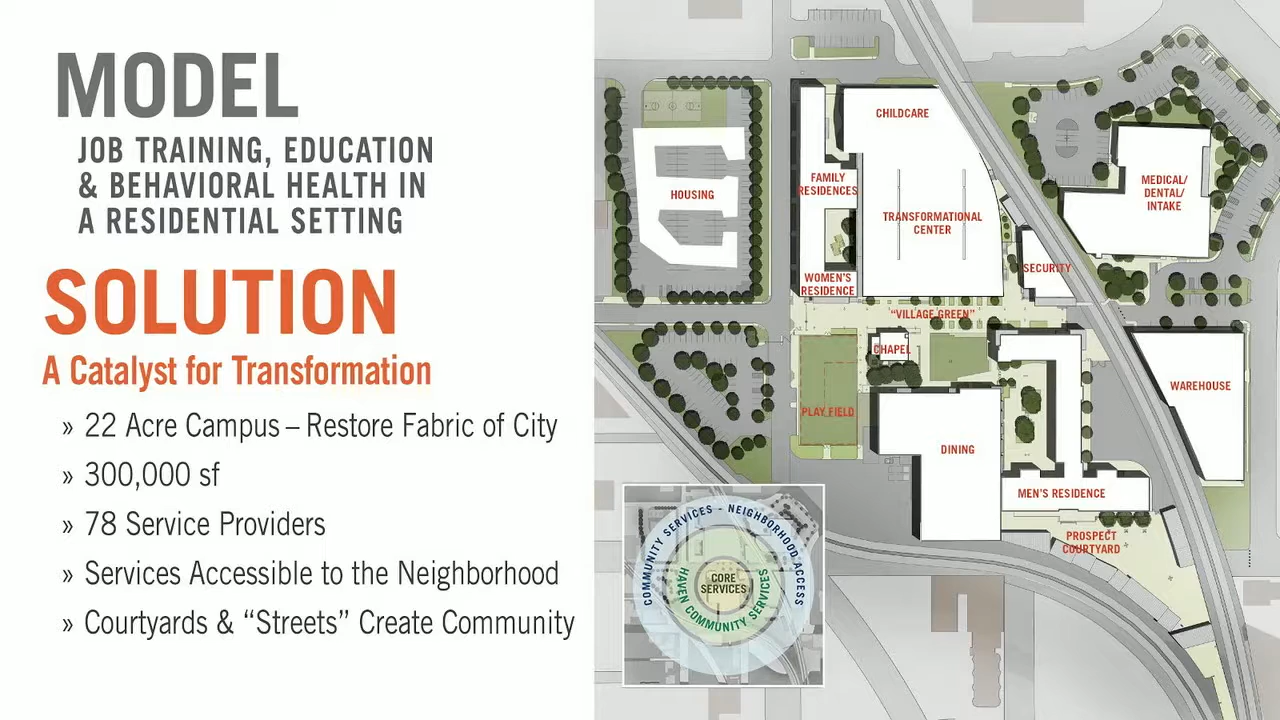 MODEL
JOB TRAINING, EDUCATION
& BEHAVIORAL HEALTH IN
A RESIDENTIAL SETTING
SOLUTION
A Catalyst for Transformation
» 22 Acre Campus – Restore Fabric of City
» 300,000 sf
» 78 Service Providers
» Services Accessible to the Neighborhood
» Courtyards & “Streets” Create Community
CHILDCARE
HOUSING
FAMILY
RESIDENCES
TRANSFORMATIONAL
CENTER
MEDICAL/
DENTAL/
INTAKE
WOMEN'S
RESIDENCE
SECURITY
“VILLAGE GREEN”
CHAPEL
WAREHOUSE
PLAY FIELD
DINING
MEN'S RESIDENCE
PROSPECT
COURTYARD
COMMUNITY SERVICES - NEIGHBORHOOD ACCESS
HAVEN COMMUNITY SERVICES
CORE
SERVICES